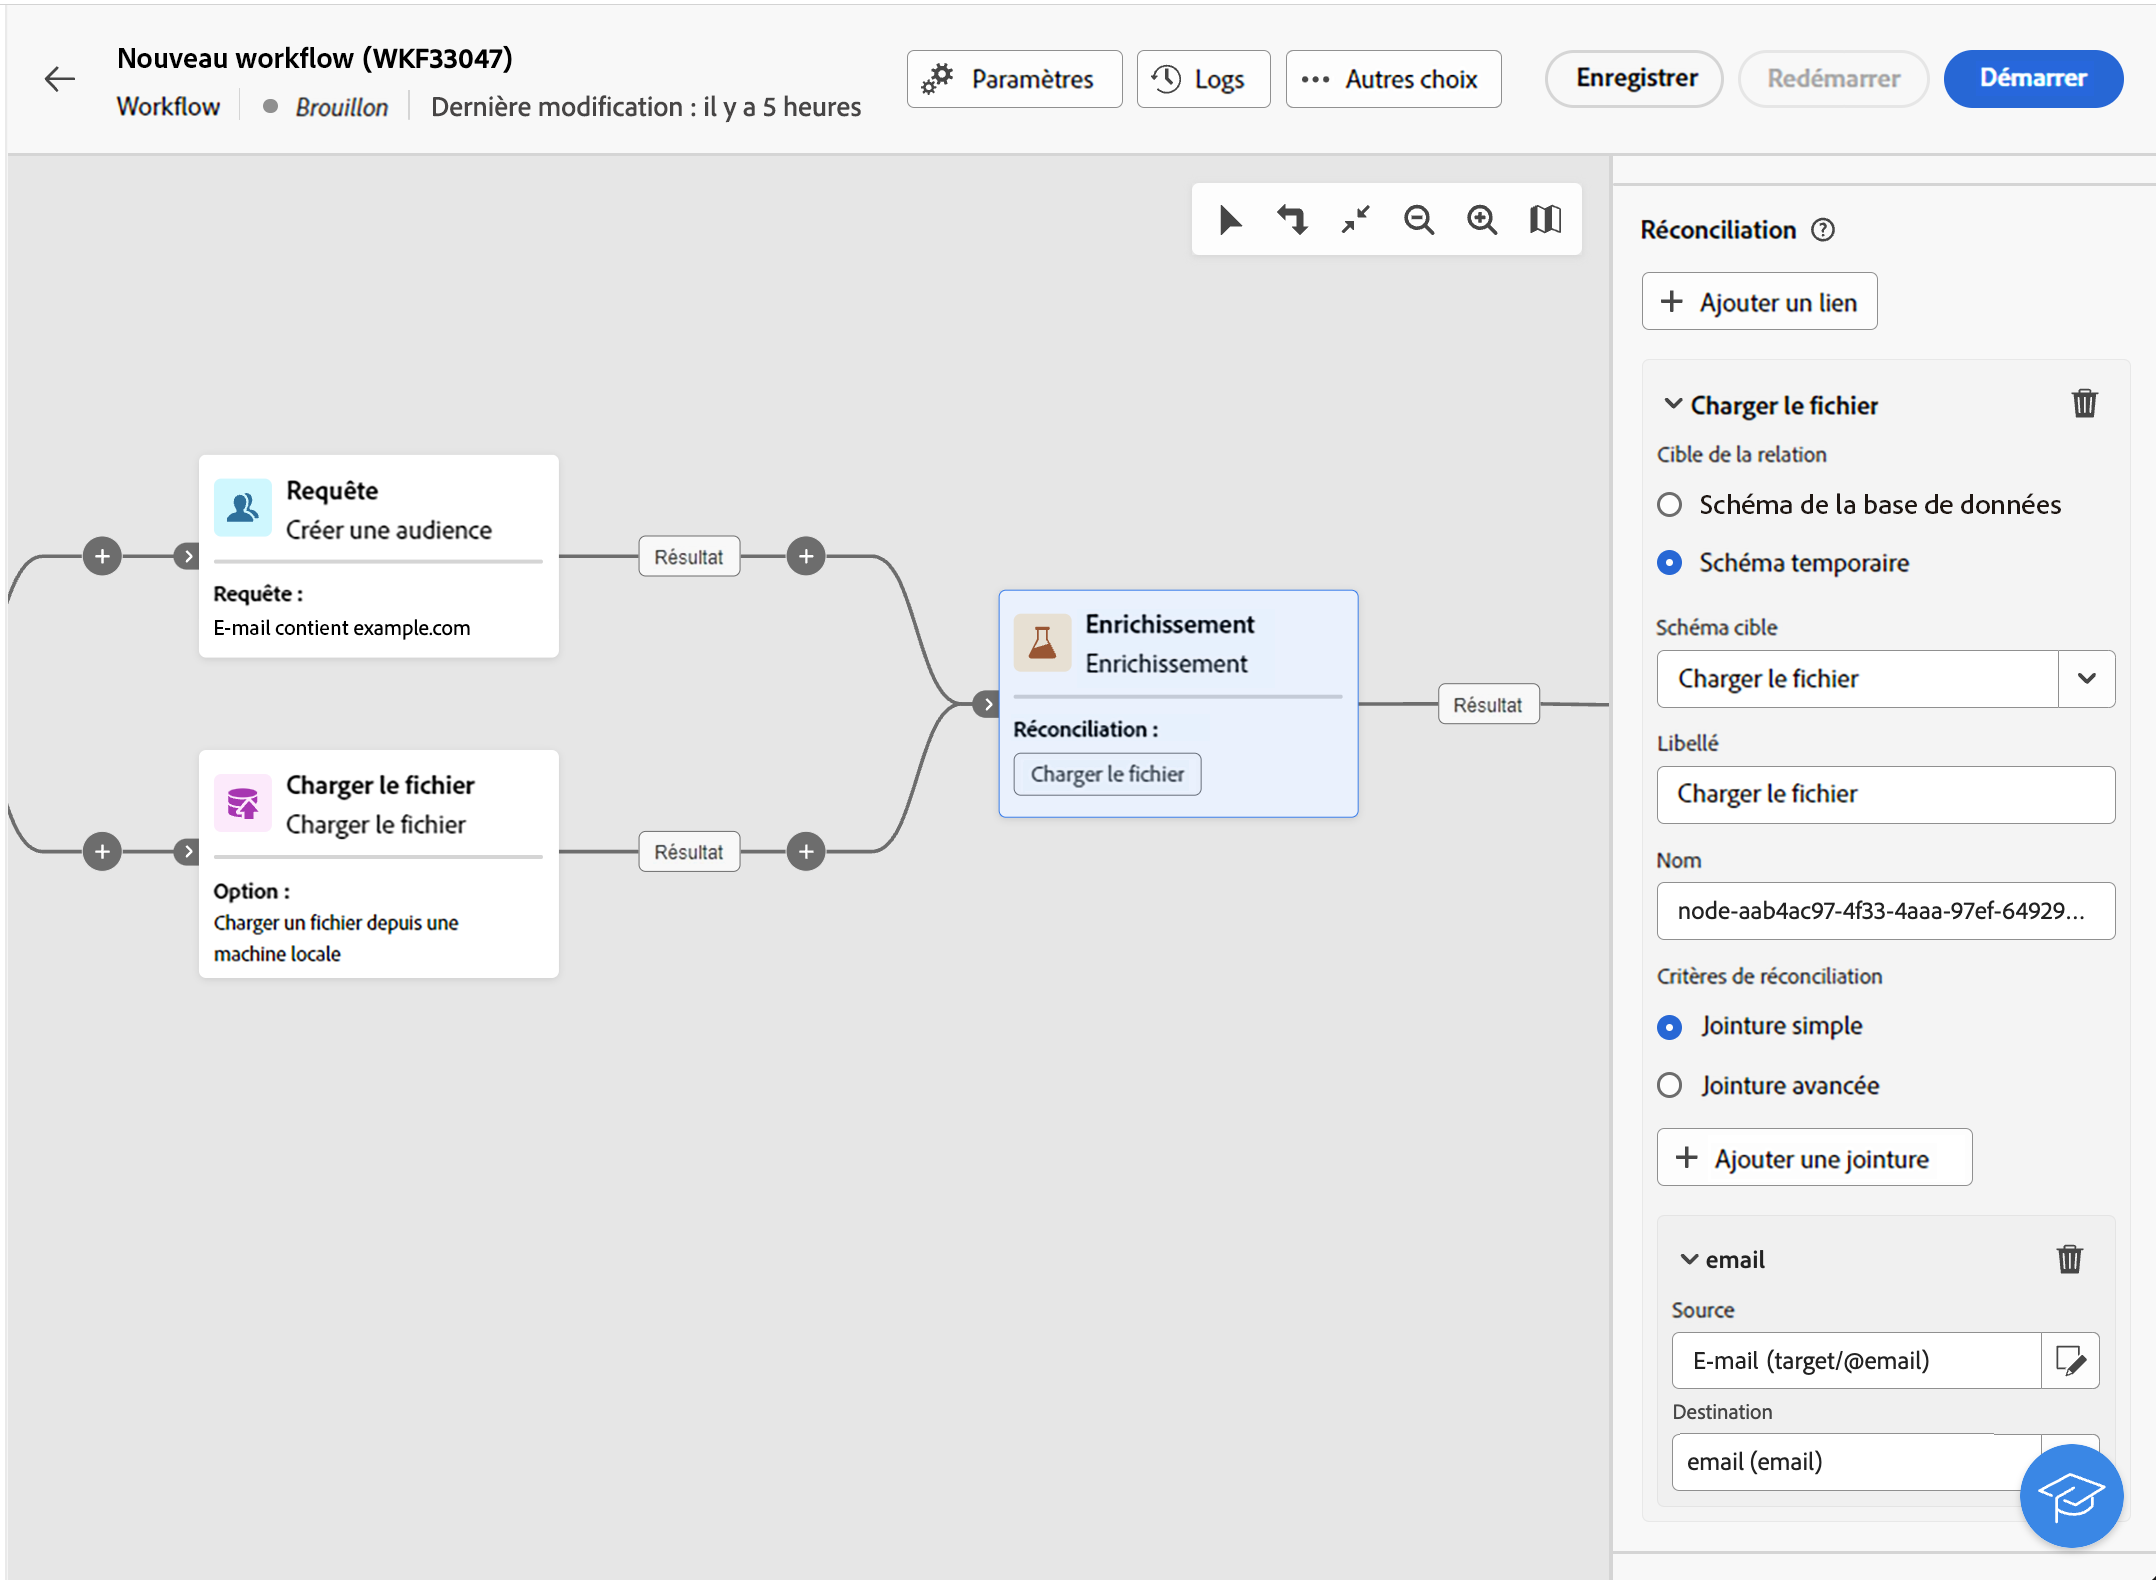 Nouveau workflow (WKF33047)
Workflow
Brouillon
Dernière modification : il y a 5 heures
Paramètres
Logs
Autres choix
Enregistrer
Redémarrer
Démarrer
Requête
Créer une audience
Requête :
E-mail contient example.com
Résultat
Charger le fichier
Charger le fichier
Option :
Charger un fichier depuis une
machine locale
Résultat
Enrichissement
Enrichissement
Réconciliation :
Charger le fichier
Résultat
Réconciliation
Ajouter un lien
Charger le fichier
Cible de la relation
Schéma de la base de données
Schéma temporaire
Schéma cible
Charger le fichier
Libellé
Charger le fichier
Nom
node-aab4ac97-4f33-4aaa-97ef-64929...
Critères de réconciliation
Jointure simple
Jointure avancée
Ajouter une jointure
email
Source
E-mail (target/@email)
Destination
email (email)